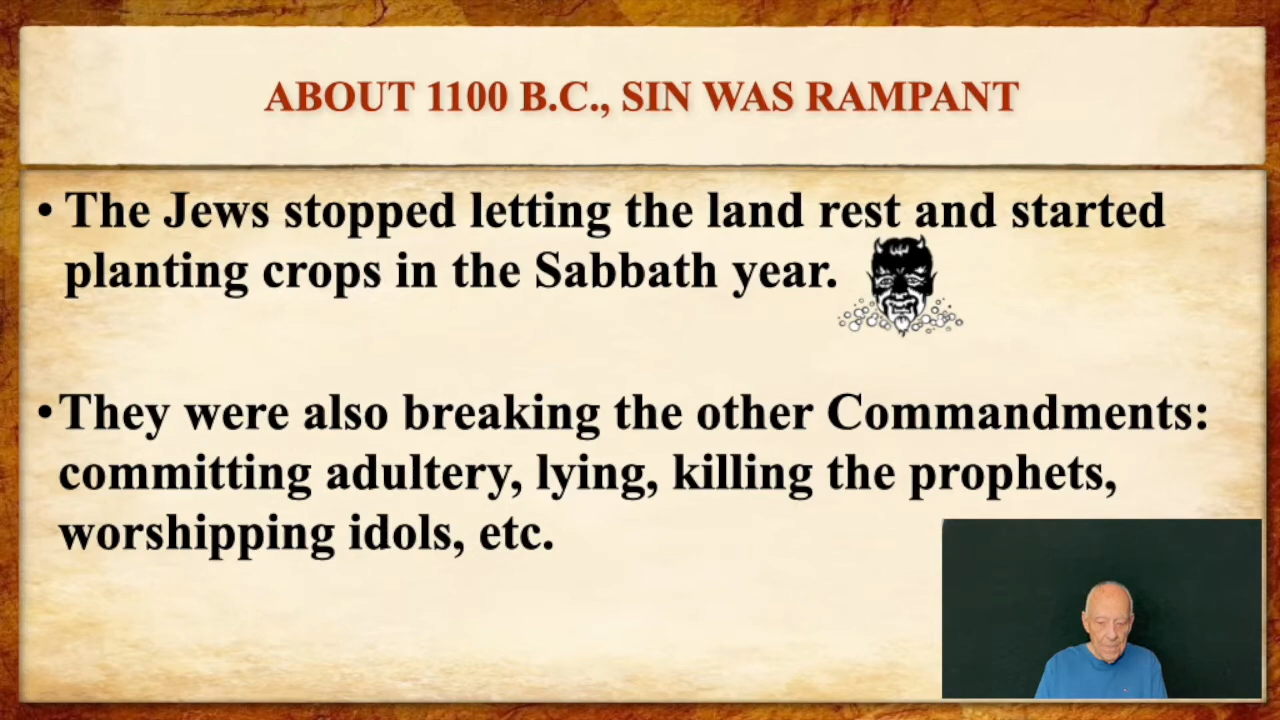 ABOUT 1100 B.C., SIN WAS RAMPANT
• The Jews stopped letting the land rest and started
planting crops in the Sabbath year.
• They were also breaking the other Commandments:
committing adultery, lying, killing the prophets,
worshipping idols, etc.